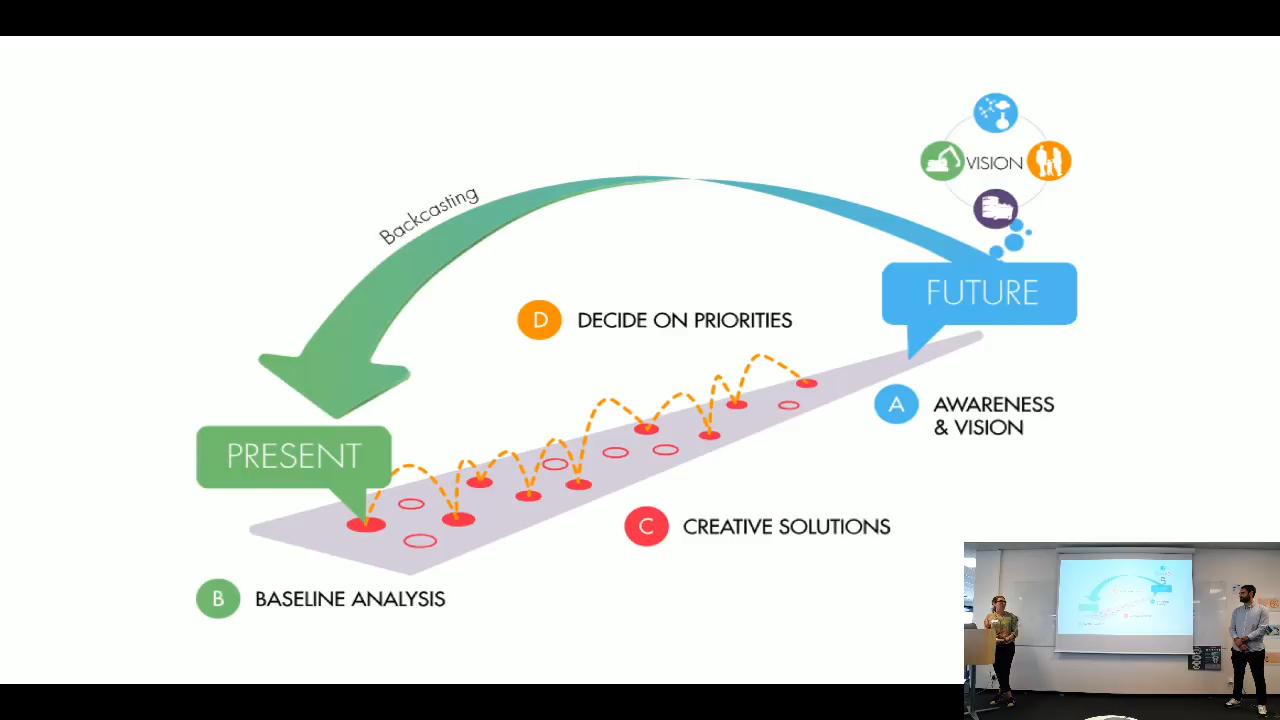 VISION
Backcasting
FUTURE
D DECIDE ON PRIORITIES
A AWARENESS
& VISION
PRESENT
C CREATIVE SOLUTIONS
B BASELINE ANALYSIS